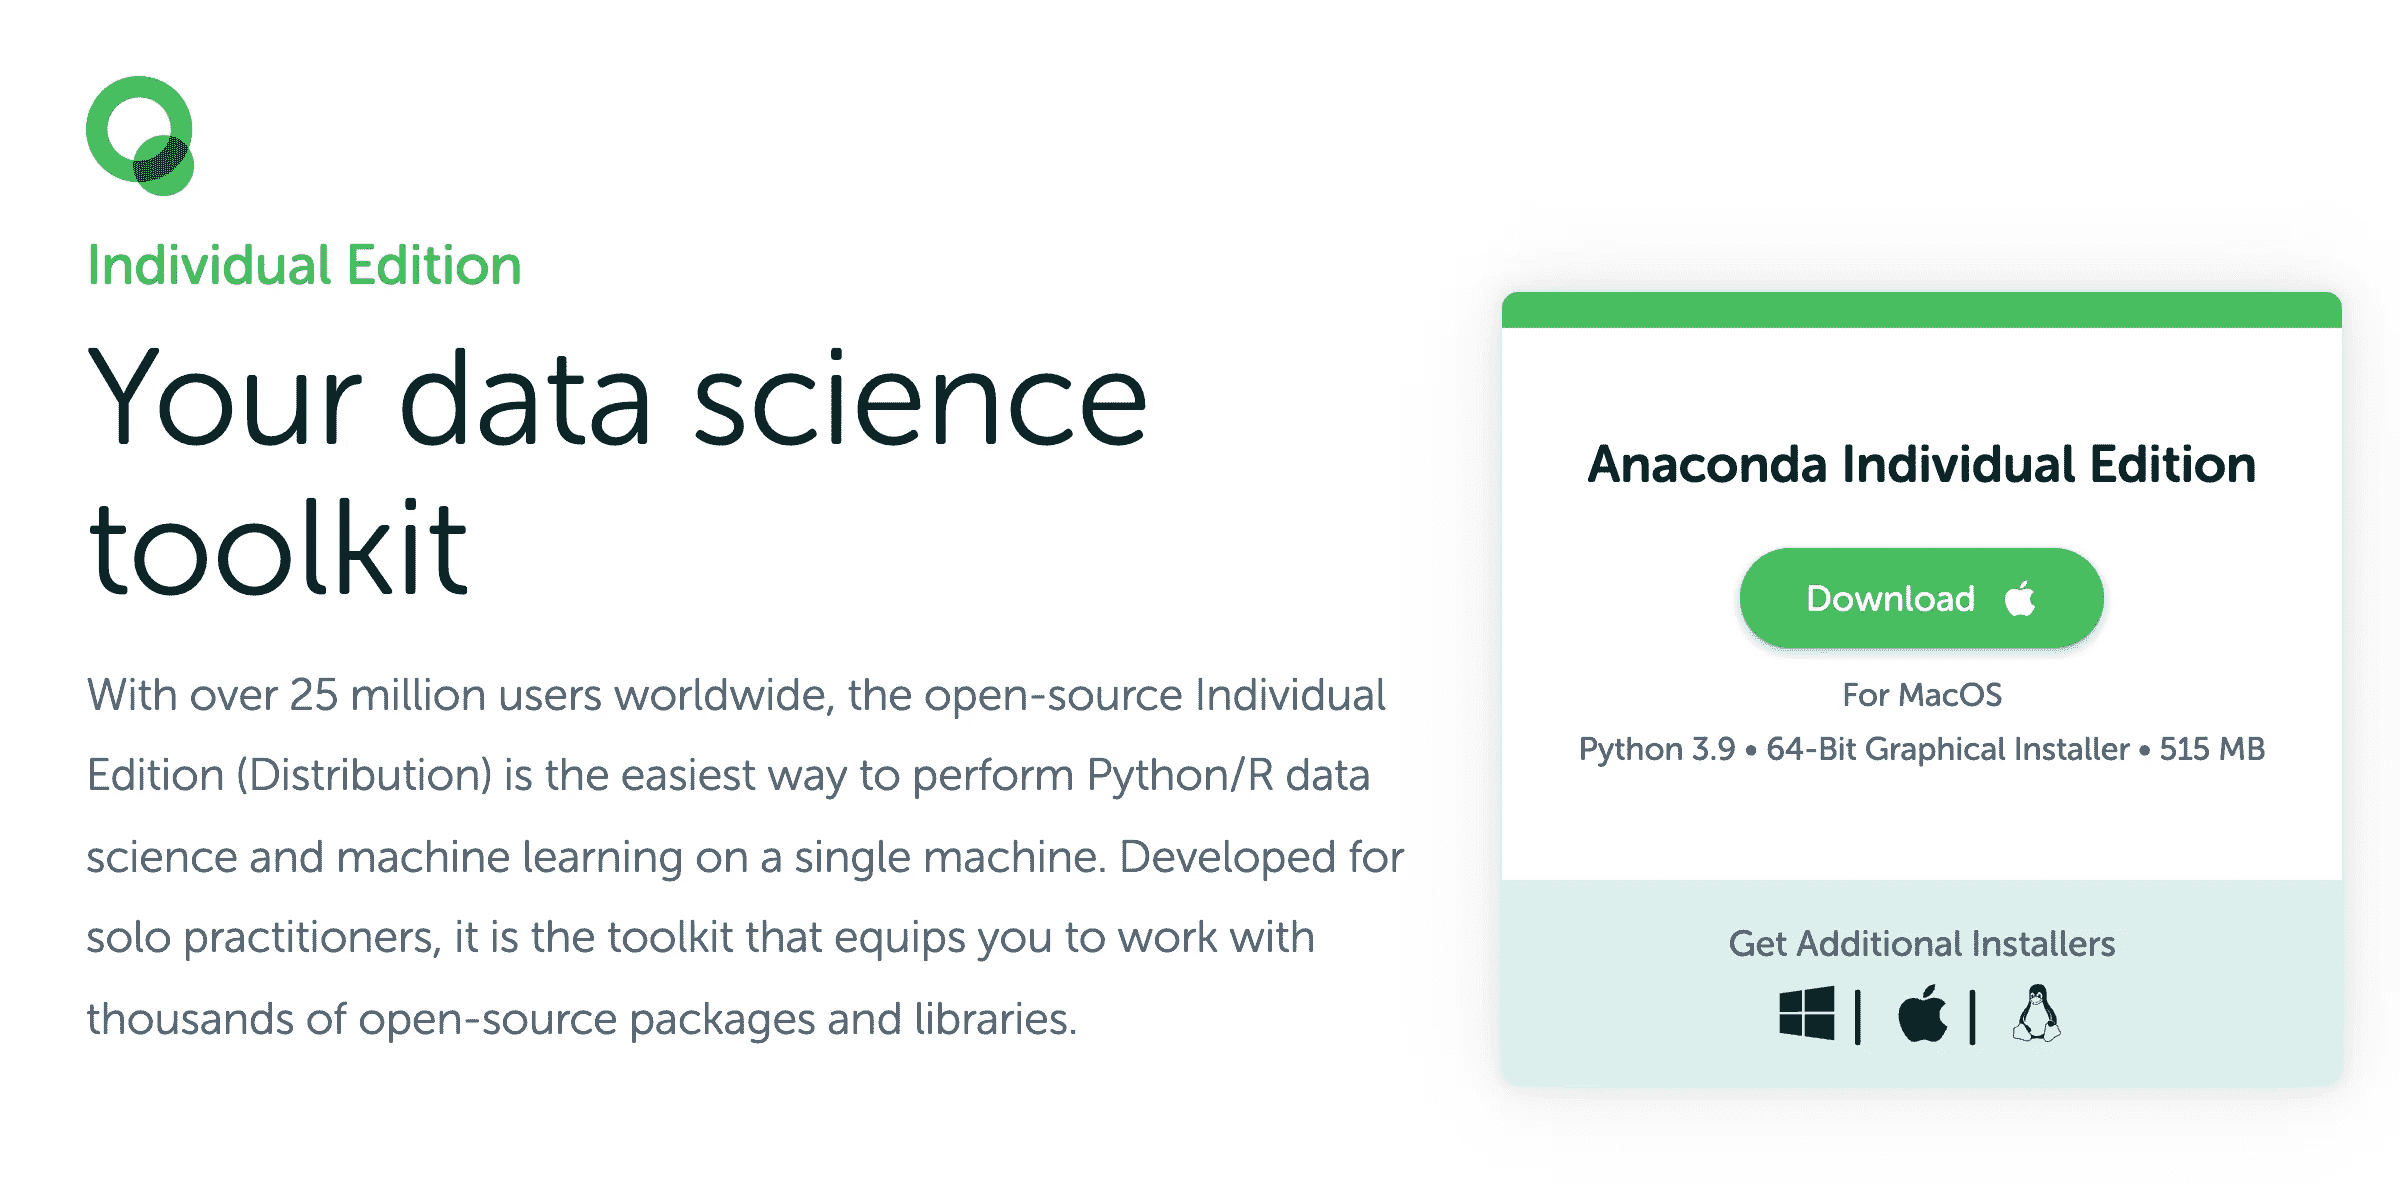 Individual Edition
Your data science
toolkit
With over 25 million users worldwide, the open-source Individual
Edition (Distribution) is the easiest way to perform Python/R data
science and machine learning on a single machine. Developed for
solo practitioners, it is the toolkit that equips you to work with
thousands of open-source packages and libraries.
Anaconda Individual Edition
Download
For MacOS
Python 3.9 • 64-Bit Graphical Installer • 515 MB
Get Additional Installers